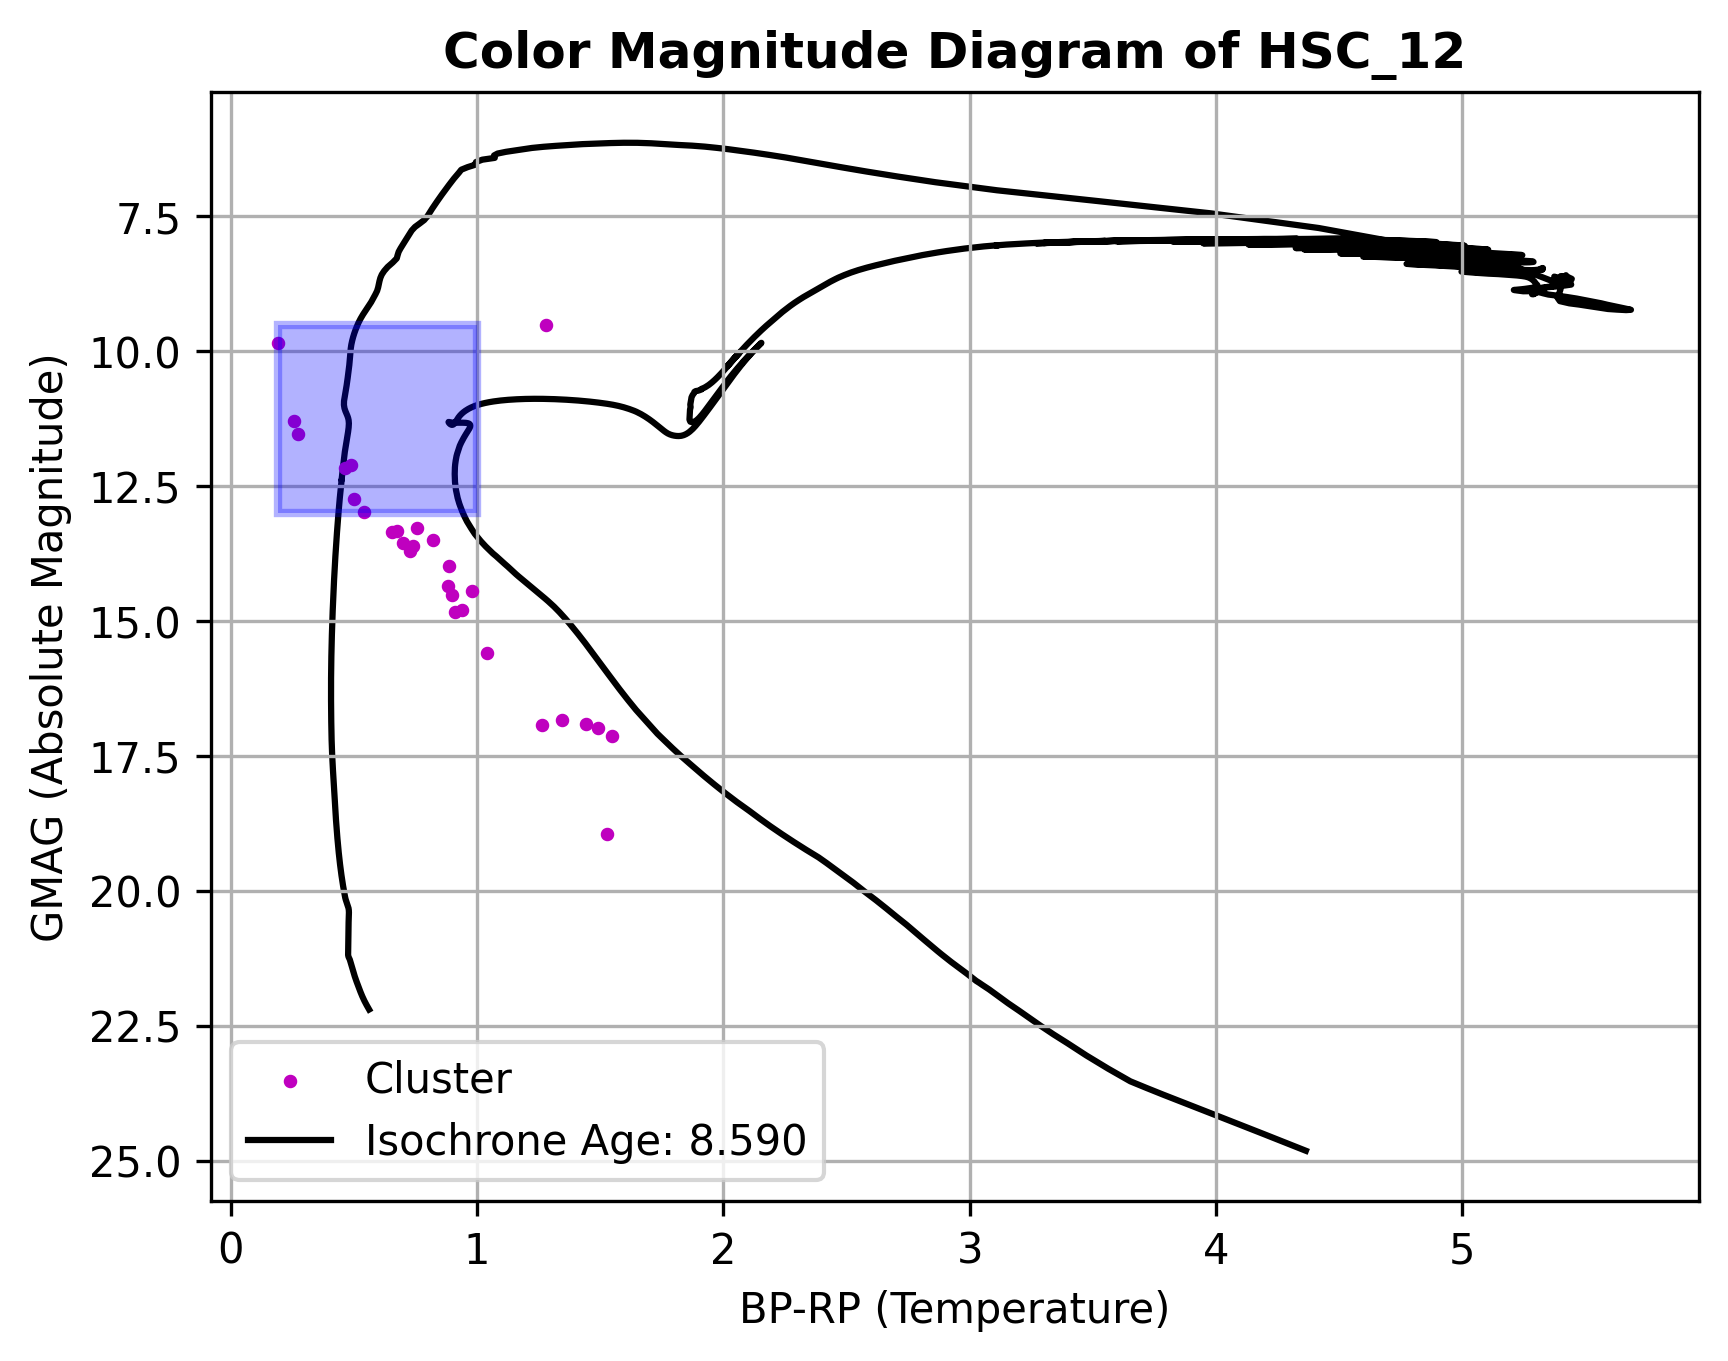 Color Magnitude Diagram of HSC_12
GMAG (Absolute Magnitude)
7.5
10.0
12.5
15.0
17.5
20.0
22.5
25.0
Cluster
Isochrone Age: 8.590
0 1 2 3 4 5
BP-RP (Temperature)